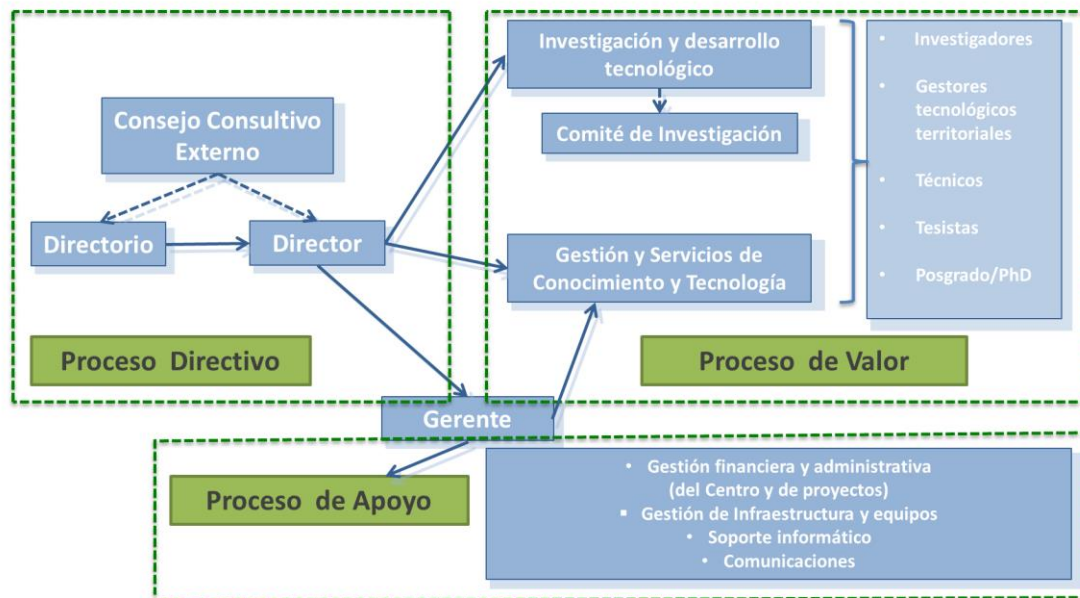 Consejo Consultivo
Externo
Directorio
Director
Proceso Directivo
Investigación y desarrollo
tecnológico
Comité de Investigación
Gestión y Servicios de
Conocimiento y Tecnología
• Investigadores
• Gestores
tecnológicos
territoriales
• Técnicos
• Tesistas
• Posgrado/PhD
Proceso de Valor
Gerente
Proceso de Apoyo
• Gestión financiera y administrativa
(del Centro y de proyectos)
▪ Gestión de Infraestructura y equipos
• Soporte informático
• Comunicaciones